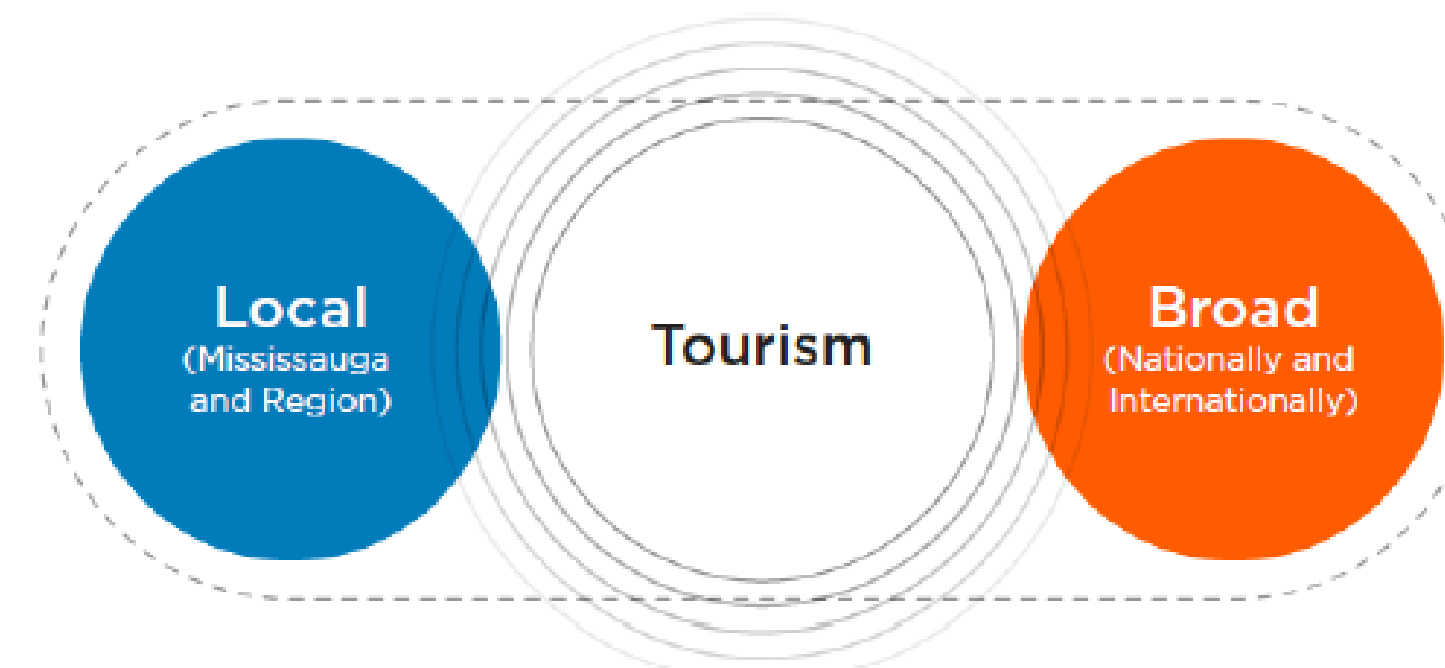 Local
(Mississauga
and Region)
Tourism
Broad
(Nationally and
Internationally)